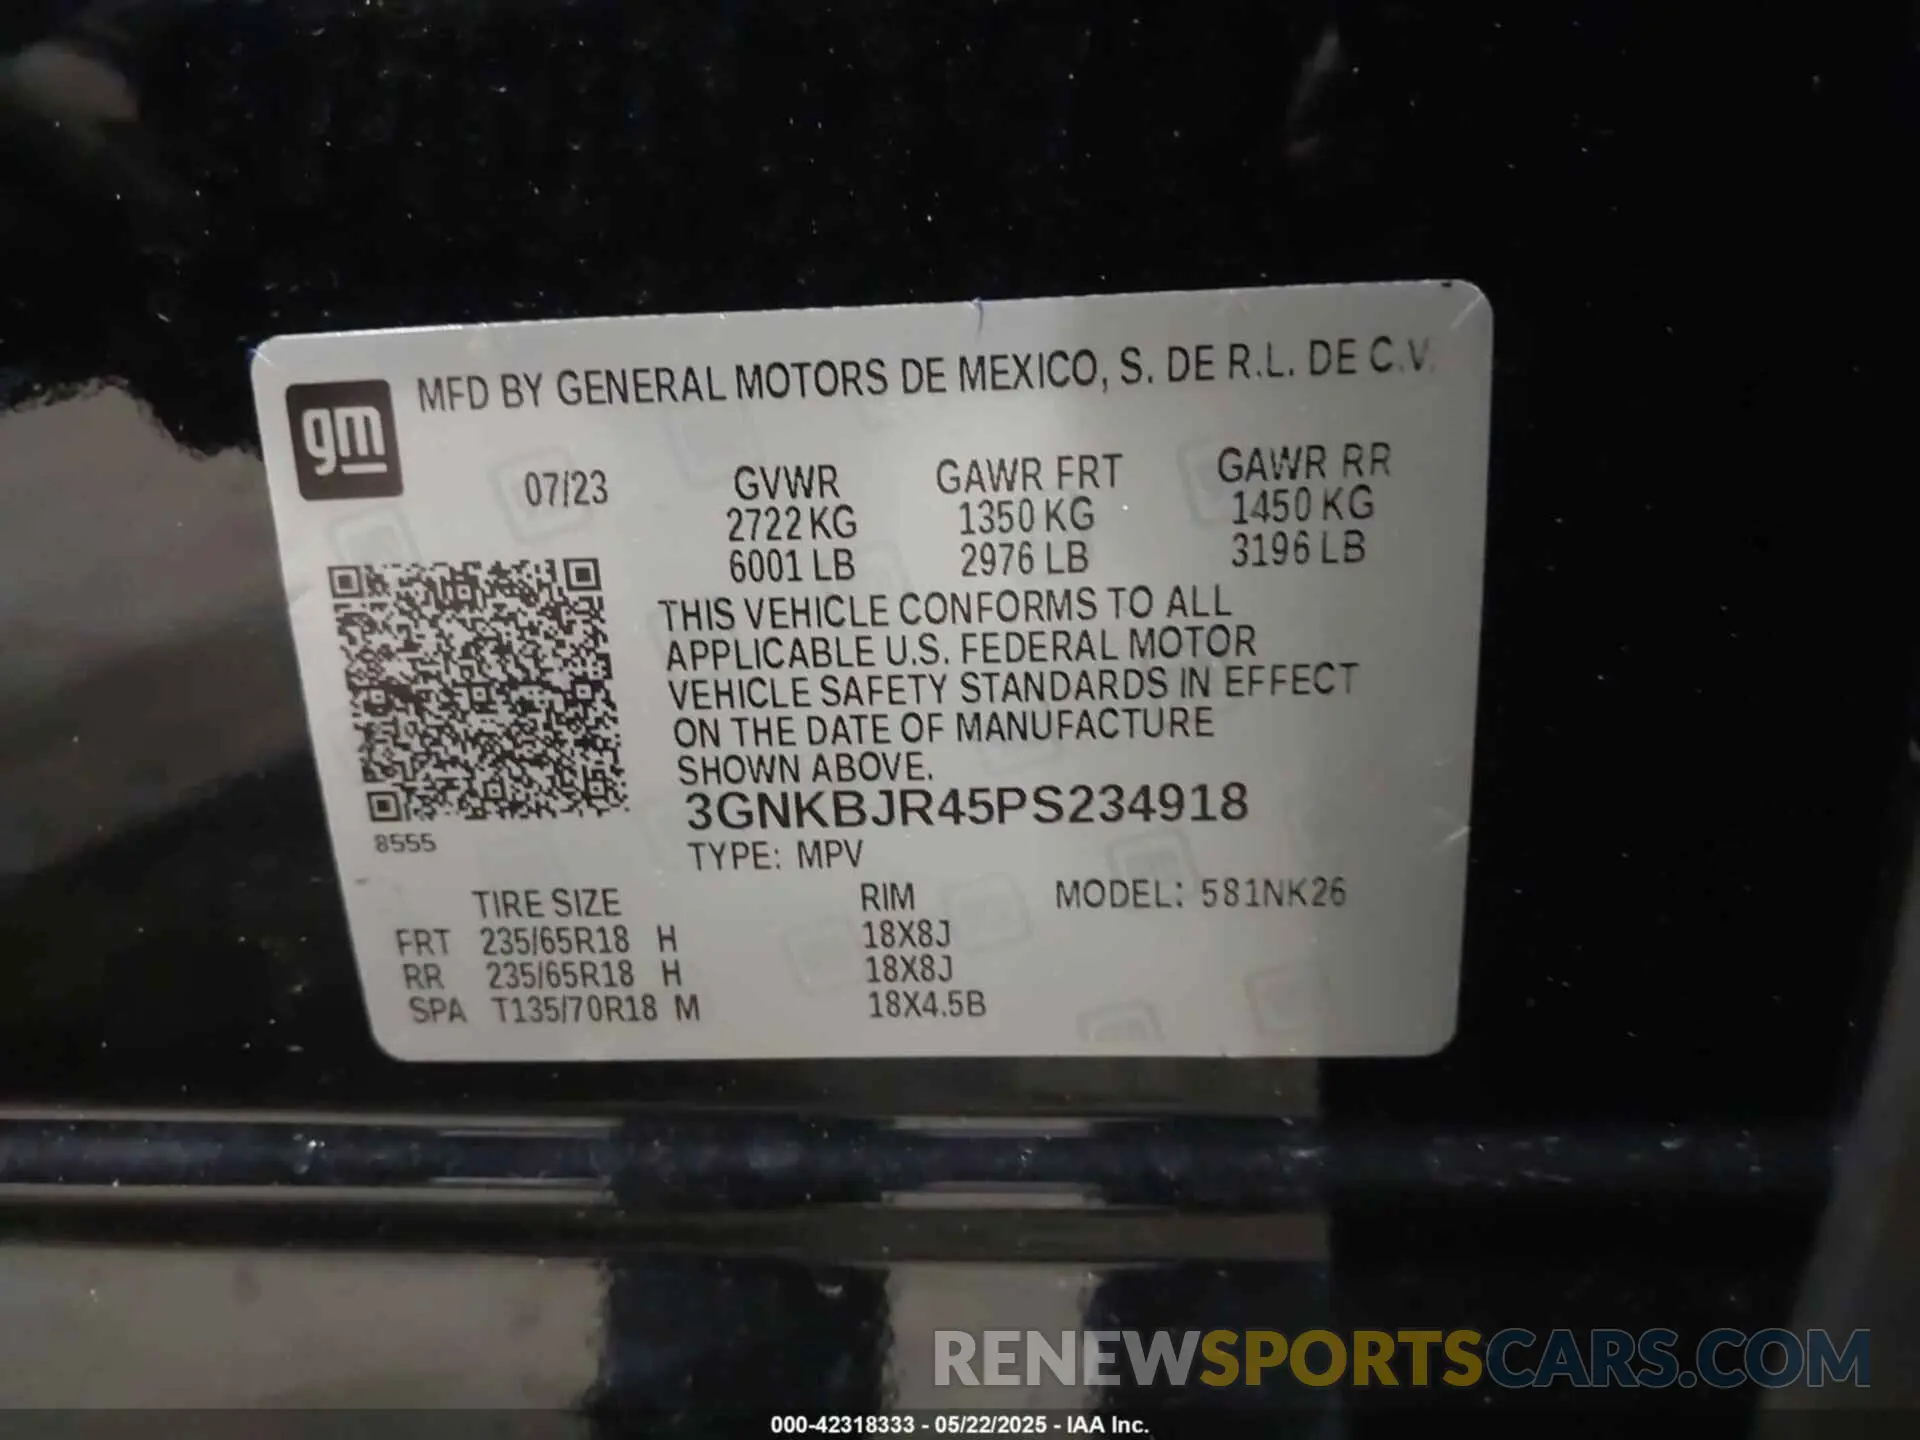 gm
MFD BY GENERAL MOTORS DE MEXICO, S. DE R.L. DE C.V.
07/23 GVWR GAWR FRT GAWR RR
2722 KG 1350 KG 1450 KG
6001 LB 2976 LB 3196 LB
THIS VEHICLE CONFORMS TO ALL
APPLICABLE U.S. FEDERAL MOTOR
VEHICLE SAFETY STANDARDS IN EFFECT
ON THE DATE OF MANUFACTURE
SHOWN ABOVE.
3GNKBJR45PS234918
8555
TYPE: MPV
TIRE SIZE RIM MODEL: 581NK26
FRT 235/65R18 H 18X8J
RR 235/65R18 H 18X8J
SPA T135/70R18 M 18X4.5B
RENEWSPORTSCARS.COM
000-42318333 - 05/22/2025 - IAA Inc.